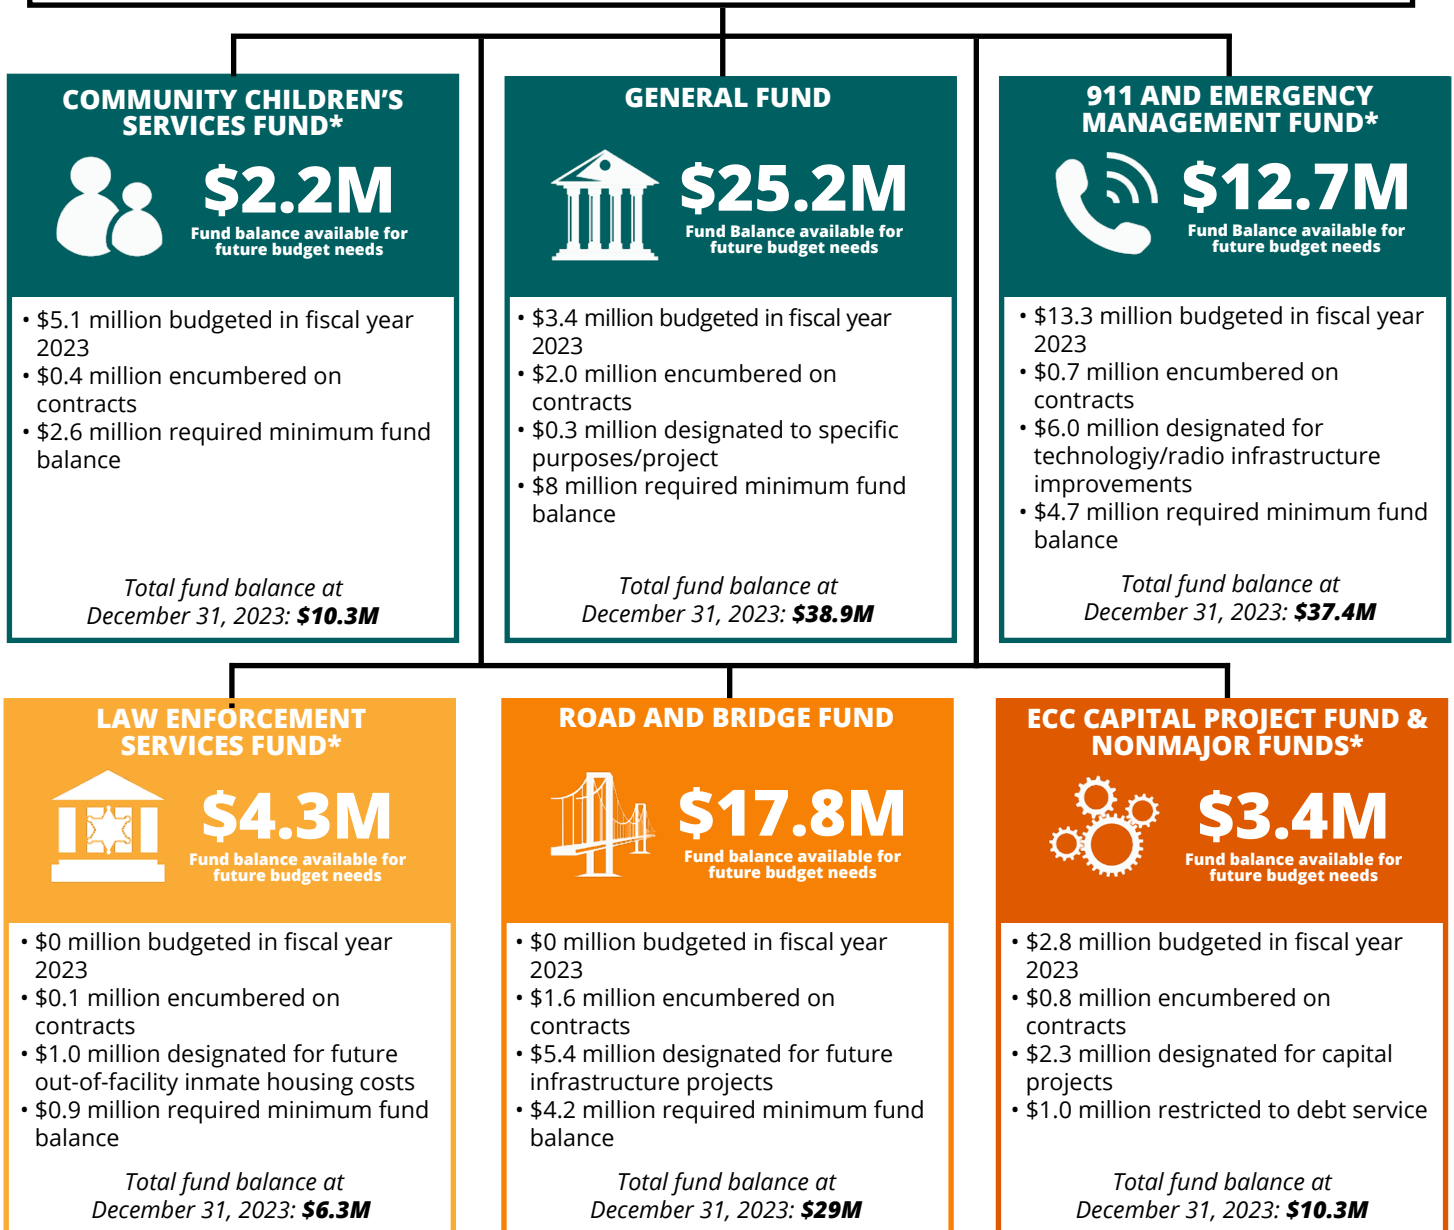 COMMUNITY CHILDREN'S
SERVICES FUND*
$2.2M
Fund balance available for
future budget needs
• $5.1 million budgeted in fiscal year
2023
• $0.4 million encumbered on
contracts
• $2.6 million required minimum fund
balance
Total fund balance at
December 31, 2023: $10.3M
GENERAL FUND
$25.2M
Fund Balance available for
future budget needs
• $3.4 million budgeted in fiscal year
2023
• $2.0 million encumbered on
contracts
• $0.3 million designated to specific
purposes/project
• $8 million required minimum fund
balance
Total fund balance at
December 31, 2023: $38.9M
911 AND EMERGENCY
MANAGEMENT FUND*
$12.7M
Fund Balance available for
future budget needs
• $13.3 million budgeted in fiscal year
2023
• $0.7 million encumbered on
contracts
• $6.0 million designated for
technologiy/radio infrastructure
improvements
• $4.7 million required minimum fund
balance
Total fund balance at
December 31, 2023: $37.4M
LAW ENFORCEMENT
SERVICES FUND*
$4.3M
Fund balance available for
future budget needs
• $0 million budgeted in fiscal year
2023
• $0.1 million encumbered on
contracts
• $1.0 million designated for future
out-of-facility inmate housing costs
• $0.9 million required minimum fund
balance
Total fund balance at
December 31, 2023: $6.3M
ROAD AND BRIDGE FUND
$17.8M
Fund balance available for
future budget needs
• $0 million budgeted in fiscal year
2023
• $1.6 million encumbered on
contracts
• $5.4 million designated for future
infrastructure projects
• $4.2 million required minimum fund
balance
Total fund balance at
December 31, 2023: $29M
ECC CAPITAL PROJECT FUND &
NONMAJOR FUNDS*
$3.4M
Fund balance available for
future budget needs
• $2.8 million budgeted in fiscal year
2023
• $0.8 million encumbered on
contracts
• $2.3 million designated for capital
projects
• $1.0 million restricted to debt service
Total fund balance at
December 31, 2023: $10.3M